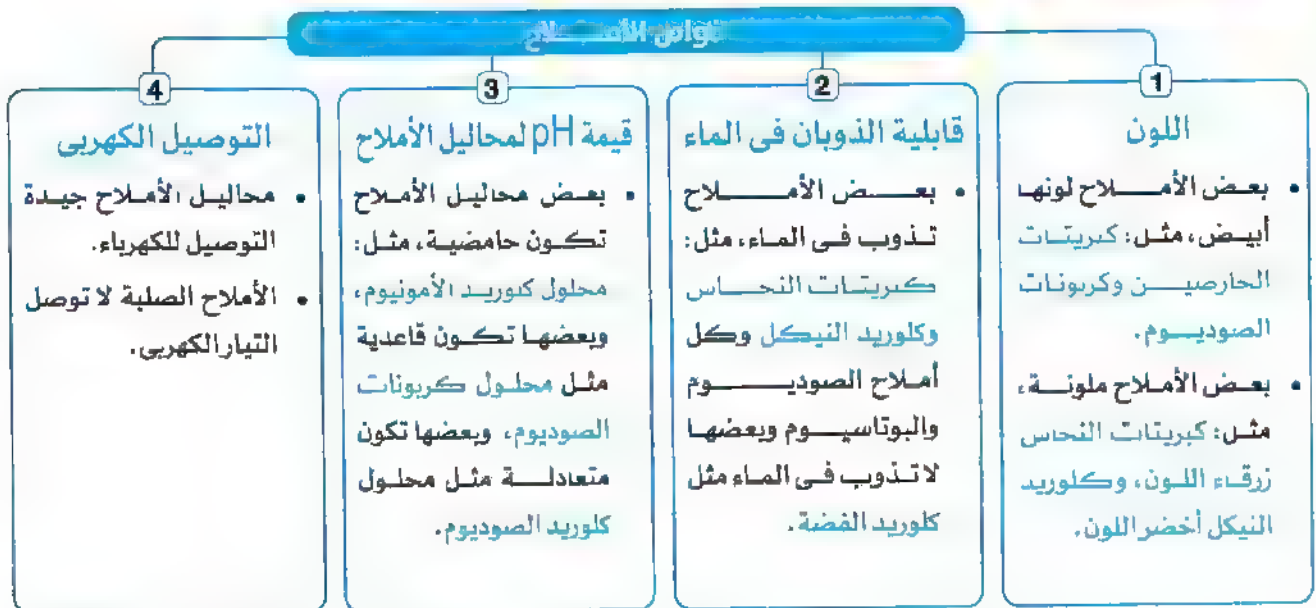 خواص الأملاح
1
اللون
• بعض الأملاح لونها
أبيض، مثل: كبريتات
الخارصين وكربونات
الصوديوم.
• بعض الأملاح ملونة،
مثل: كبريتات النحاس
زرقاء اللون، وكلوريد
النيكل أخضر اللون.
2
قابلية الذوبان فى الماء
• بعض الأملاح
تذوب فى الماء، مثل:
كبريتات النحاس
وكلوريد النيكل وكل
أملاح الصوديوم
والبوتاسيوم وبعضها
لا تذوب فى الماء مثل
كلوريد الفضة.
3
قيمة pH لمحاليل الأملاح
• بعض محاليل الأملاح
تكون حامضية، مثل:
محلول كلوريد الأمونيوم،
وبعضها تكون قاعدية
مثل محلول كربونات
الصوديوم، وبعضها تكون
متعادلة مثل محلول
كلوريد الصوديوم.
4
التوصيل الكهربى
• محاليل الأملاح جيدة
التوصيل للكهرباء.
• الأملاح الصلبة لا توصل
التيار الكهربى.